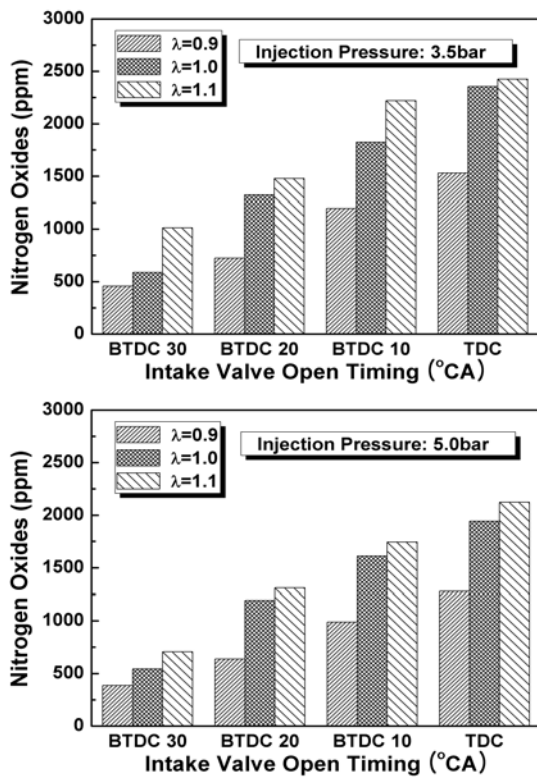 3000
2500
2000
1500
1000
500
0
Nitrogen Oxides (ppm)
λ=0.9
λ=1.0
λ=1.1
Injection Pressure: 3.5bar
BTDC 30 BTDC 20 BTDC 10 TDC
Intake Valve Open Timing (°CA)
3000
2500
2000
1500
1000
500
0
Nitrogen Oxides (ppm)
λ=0.9
λ=1.0
λ=1.1
Injection Pressure: 5.0bar
BTDC 30 BTDC 20 BTDC 10 TDC
Intake Valve Open Timing (°CA)